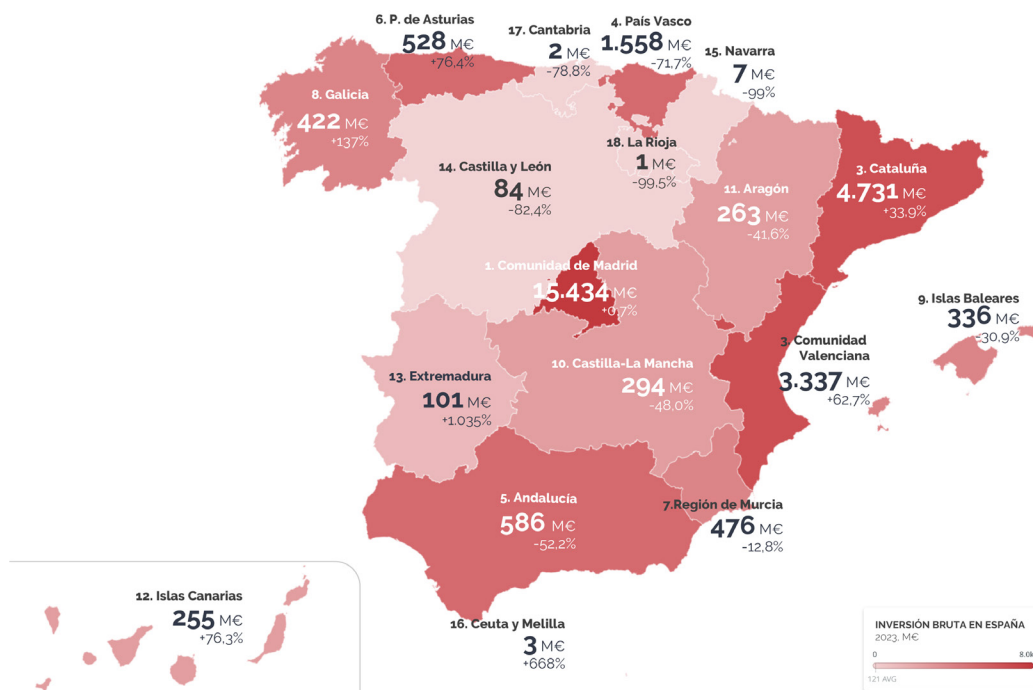 6. P. de Asturias
528 M€
+76,4%
17. Cantabria
2 M€
-78,8%
4. País Vasco
1.558 M€
-71,7%
15. Navarra
7 M€
-99%
8. Galicia
422 M€
+137%
14. Castilla y León
84 M€
-82,4%
18. La Rioja
1 M€
-99,5%
11. Aragón
263 M€
-41,6%
3. Cataluña
4.731 M€
+33,9%
1. Comunidad de Madrid
15.434 M€
+0,7%
9. Islas Baleares
336 M€
-30,9%
3. Comunidad
Valenciana
3.337 M€
+62,7%
13. Extremadura
101 M€
+1.035%
10. Castilla-La Mancha
294 M€
-48,0%
5. Andalucía
586 M€
-52,2%
7.Región de Murcia
476 M€
-12,8%
12. Islas Canarias
255 M€
+76,3%
16. Ceuta y Melilla
3 M€
+668%
INVERSIÓN BRUTA EN ESPAÑA
2023, M€
0 8.0k
121 AVG